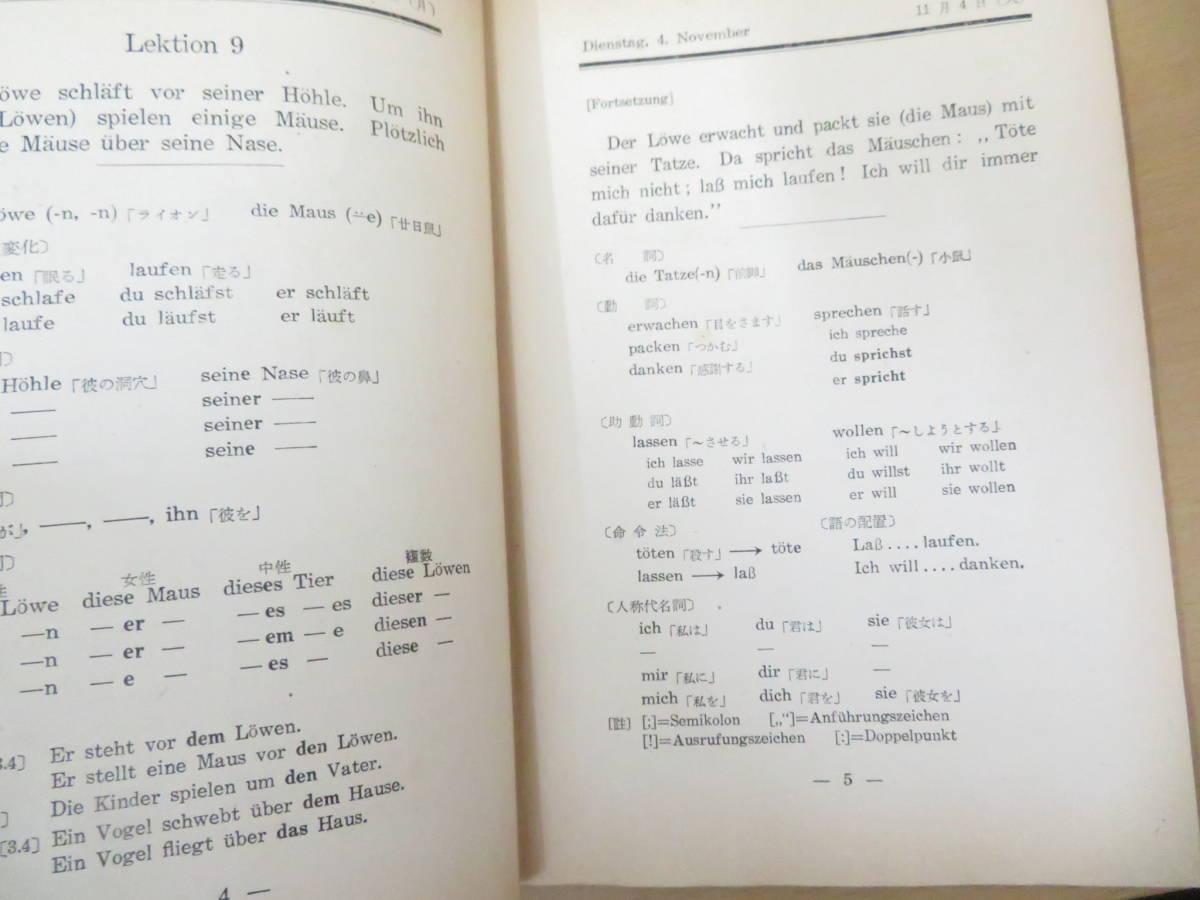 月)
Lektion 9
öwe schläft vor seiner Höhle. Um ihn
Löwen) spielen einige Mäuse. Plötzlich
e Mäuse über seine Nase.
öwe (-n, -n)「ライオン」 die Maus (⸚e)「廿日鼠」
変化〕
en「眠る」 laufen「走る」
schlafe du schläfst er schläft
laufe du läufst er läuft
〕
Höhle「彼の洞穴」 seine Nase「彼の鼻」
—— seiner ——
—— seiner ——
—— seine ——
〕
が」, ——, ——, ihn「彼を」
〕
性 女性 中性 複数
Löwe diese Maus dieses Tier diese Löwen
—n — er — — es — es dieser —
—n — er — — em — e diesen —
—n — e — — es — diese —
3.4〕 Er steht vor dem Löwen.
Er stellt eine Maus vor den Löwen.
〕 Die Kinder spielen um den Vater.
〔3.4〕 Ein Vogel schwebt über dem Hause.
Ein Vogel fliegt über das Haus.
4 —
Dienstag, 4. November 11月4日
[Fortsetzung]
Der Löwe erwacht und packt sie (die Maus) mit
seiner Tatze. Da spricht das Mäuschen: „Töte
mich nicht; laß mich laufen! Ich will dir immer
dafür danken.”
〔名 詞〕
die Tatze(-n)「前脚」 das Mäuschen(-)「小鼠」
〔動 詞〕
erwachen「目をさます」 sprechen「話す」
packen「つかむ」 ich spreche
danken「感謝する」 du sprichst
er spricht
〔助動詞〕
lassen「～させる」 wollen「～しようとする」
ich lasse wir lassen ich will wir wollen
du läßt ihr laßt du willst ihr wollt
er läßt sie lassen er will sie wollen
〔命令法〕 〔語の配置〕
töten「殺す」→ töte Laß....laufen.
lassen → laß Ich will....danken.
〔人称代名詞〕
ich「私は」 du「君は」 sie「彼女は」
— — —
mir「私に」 dir「君に」 —
mich「私を」 dich「君を」 sie「彼女を」
〔註〕 [;]=Semikolon [„“]=Anführungszeichen
[!]=Ausrufungszeichen [:]=Doppelpunkt
— 5 —